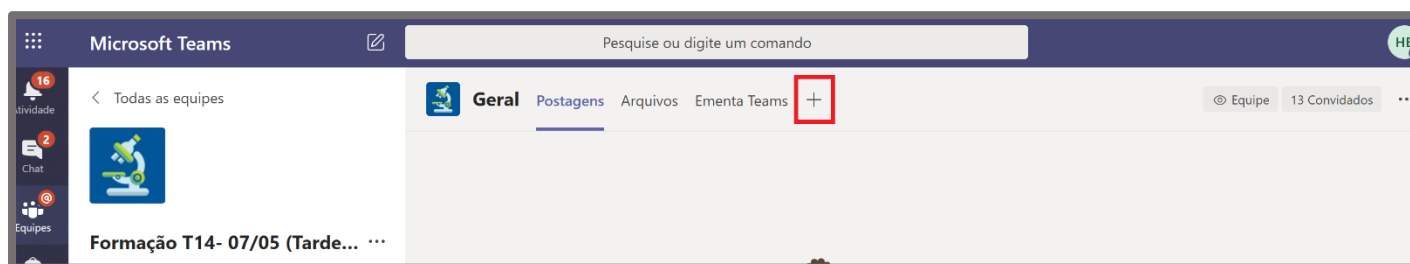 Microsoft Teams
Pesquise ou digite um comando
HE
16
Atividade
2
Chat
@
Equipes
< Todas as equipes
Formação T14- 07/05 (Tarde... ···
Geral Postagens Arquivos Ementa Teams +
Equipe 13 Convidados